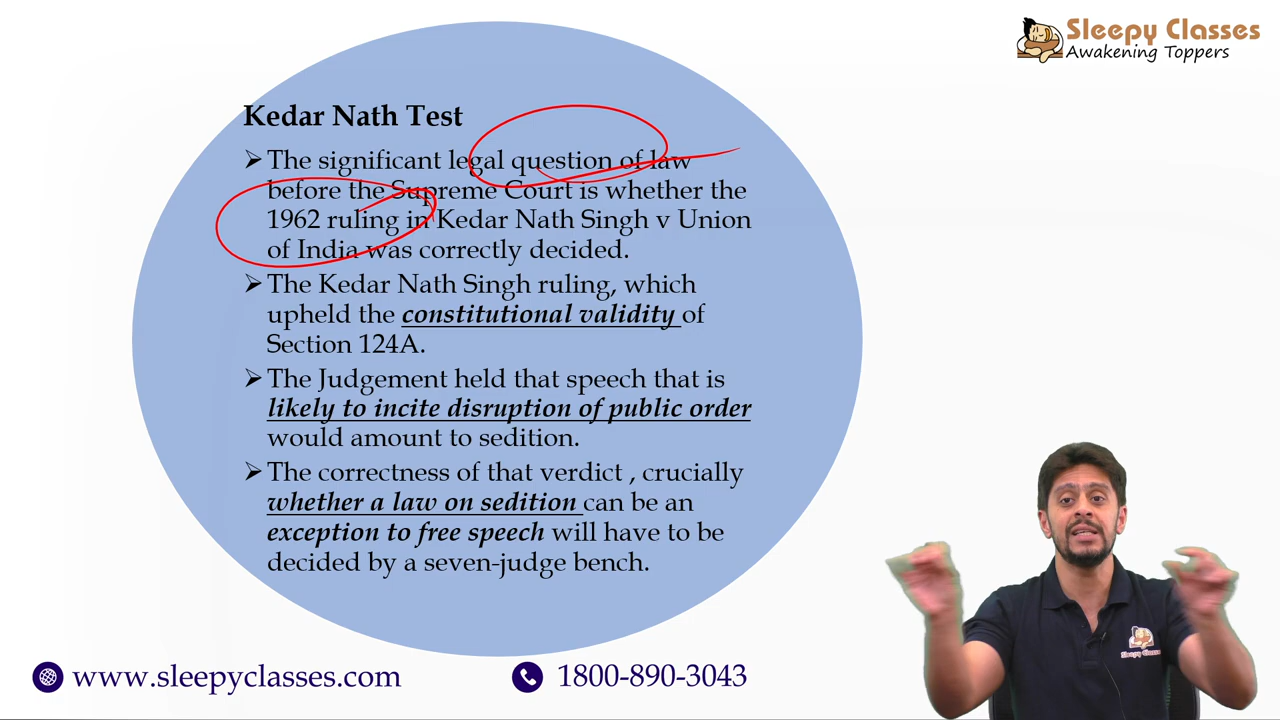 Sleepy Classes
Awakening Toppers
Kedar Nath Test
➢ The significant legal question of law
before the Supreme Court is whether the
1962 ruling in Kedar Nath Singh v Union
of India was correctly decided.
➢ The Kedar Nath Singh ruling, which
upheld the constitutional validity of
Section 124A.
➢ The Judgement held that speech that is
likely to incite disruption of public order
would amount to sedition.
➢ The correctness of that verdict , crucially
whether a law on sedition can be an
exception to free speech will have to be
decided by a seven-judge bench.
Sleepy Classes
www.sleepyclasses.com
1800-890-3043